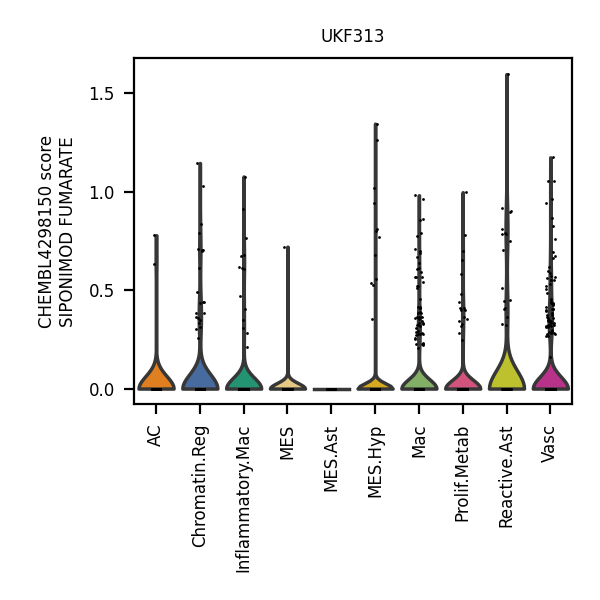 UKF313
CHEMBL4298150 score
SIPONIMOD FUMARATE
1.5
1.0
0.5
0.0
AC
Chromatin.Reg
Inflammatory.Mac
MES
MES.Ast
MES.Hyp
Mac
Prolif.Metab
Reactive.Ast
Vasc